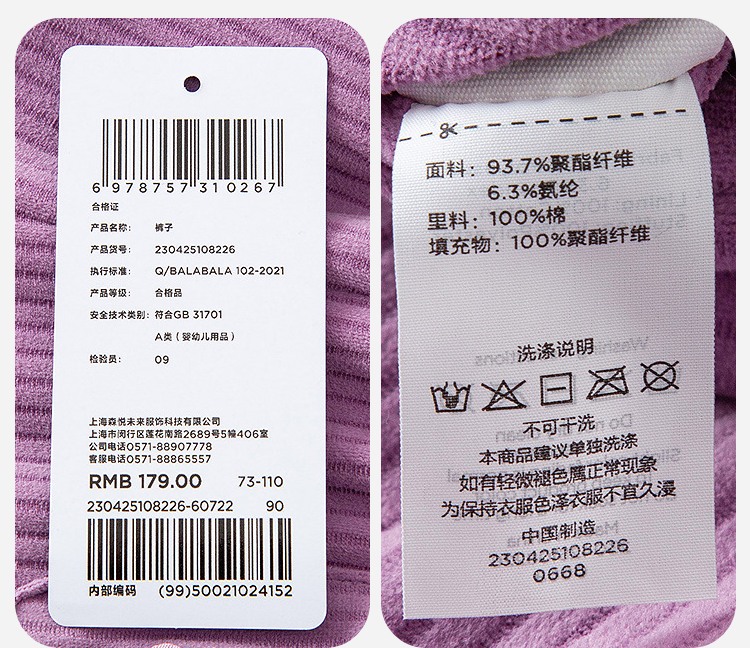 6 978757 310267
合格证
产品名称: 裤子
产品货号: 230425108226
执行标准: Q/BALABALA 102-2021
产品等级: 合格品
安全技术类别: 符合GB 31701
A类 (婴幼儿用品)
检验员: 09
上海森悦未来服饰科技有限公司
上海市闵行区莲花南路2689号5幢406室
公司电话0571-88907778
客服电话0571-88865557
RMB 179.00 73-110
230425108226-60722 90
内部编码 (99)50021024152
面料: 93.7%聚酯纤维
6.3%氨纶
里料: 100%棉
填充物: 100%聚酯纤维
洗涤说明
不可干洗
本商品建议单独洗涤
如有轻微褪色属正常现象
为保持衣服色泽衣服不宜久浸
中国制造
230425108226
0668